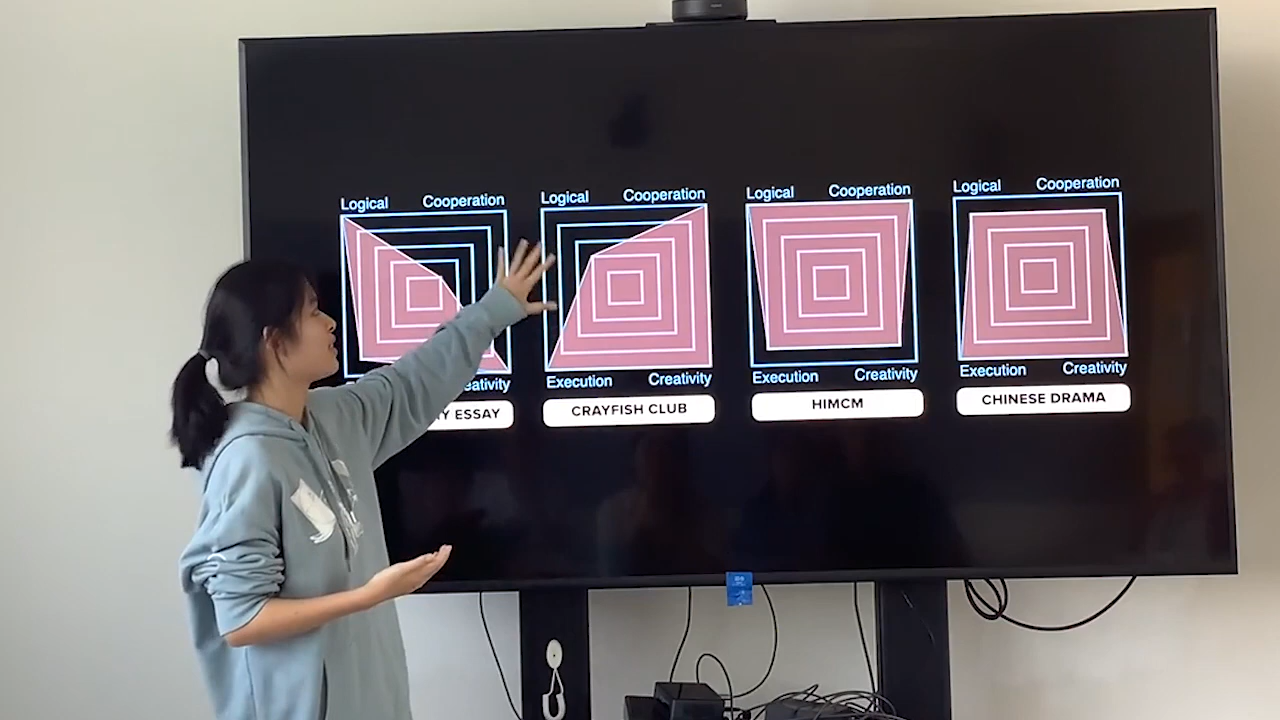 Logical Cooperation
Creativity
ESSAY
Logical Cooperation
Execution Creativity
CRAYFISH CLUB
Logical Cooperation
Execution Creativity
HIMCM
Logical Cooperation
Execution Creativity
CHINESE DRAMA